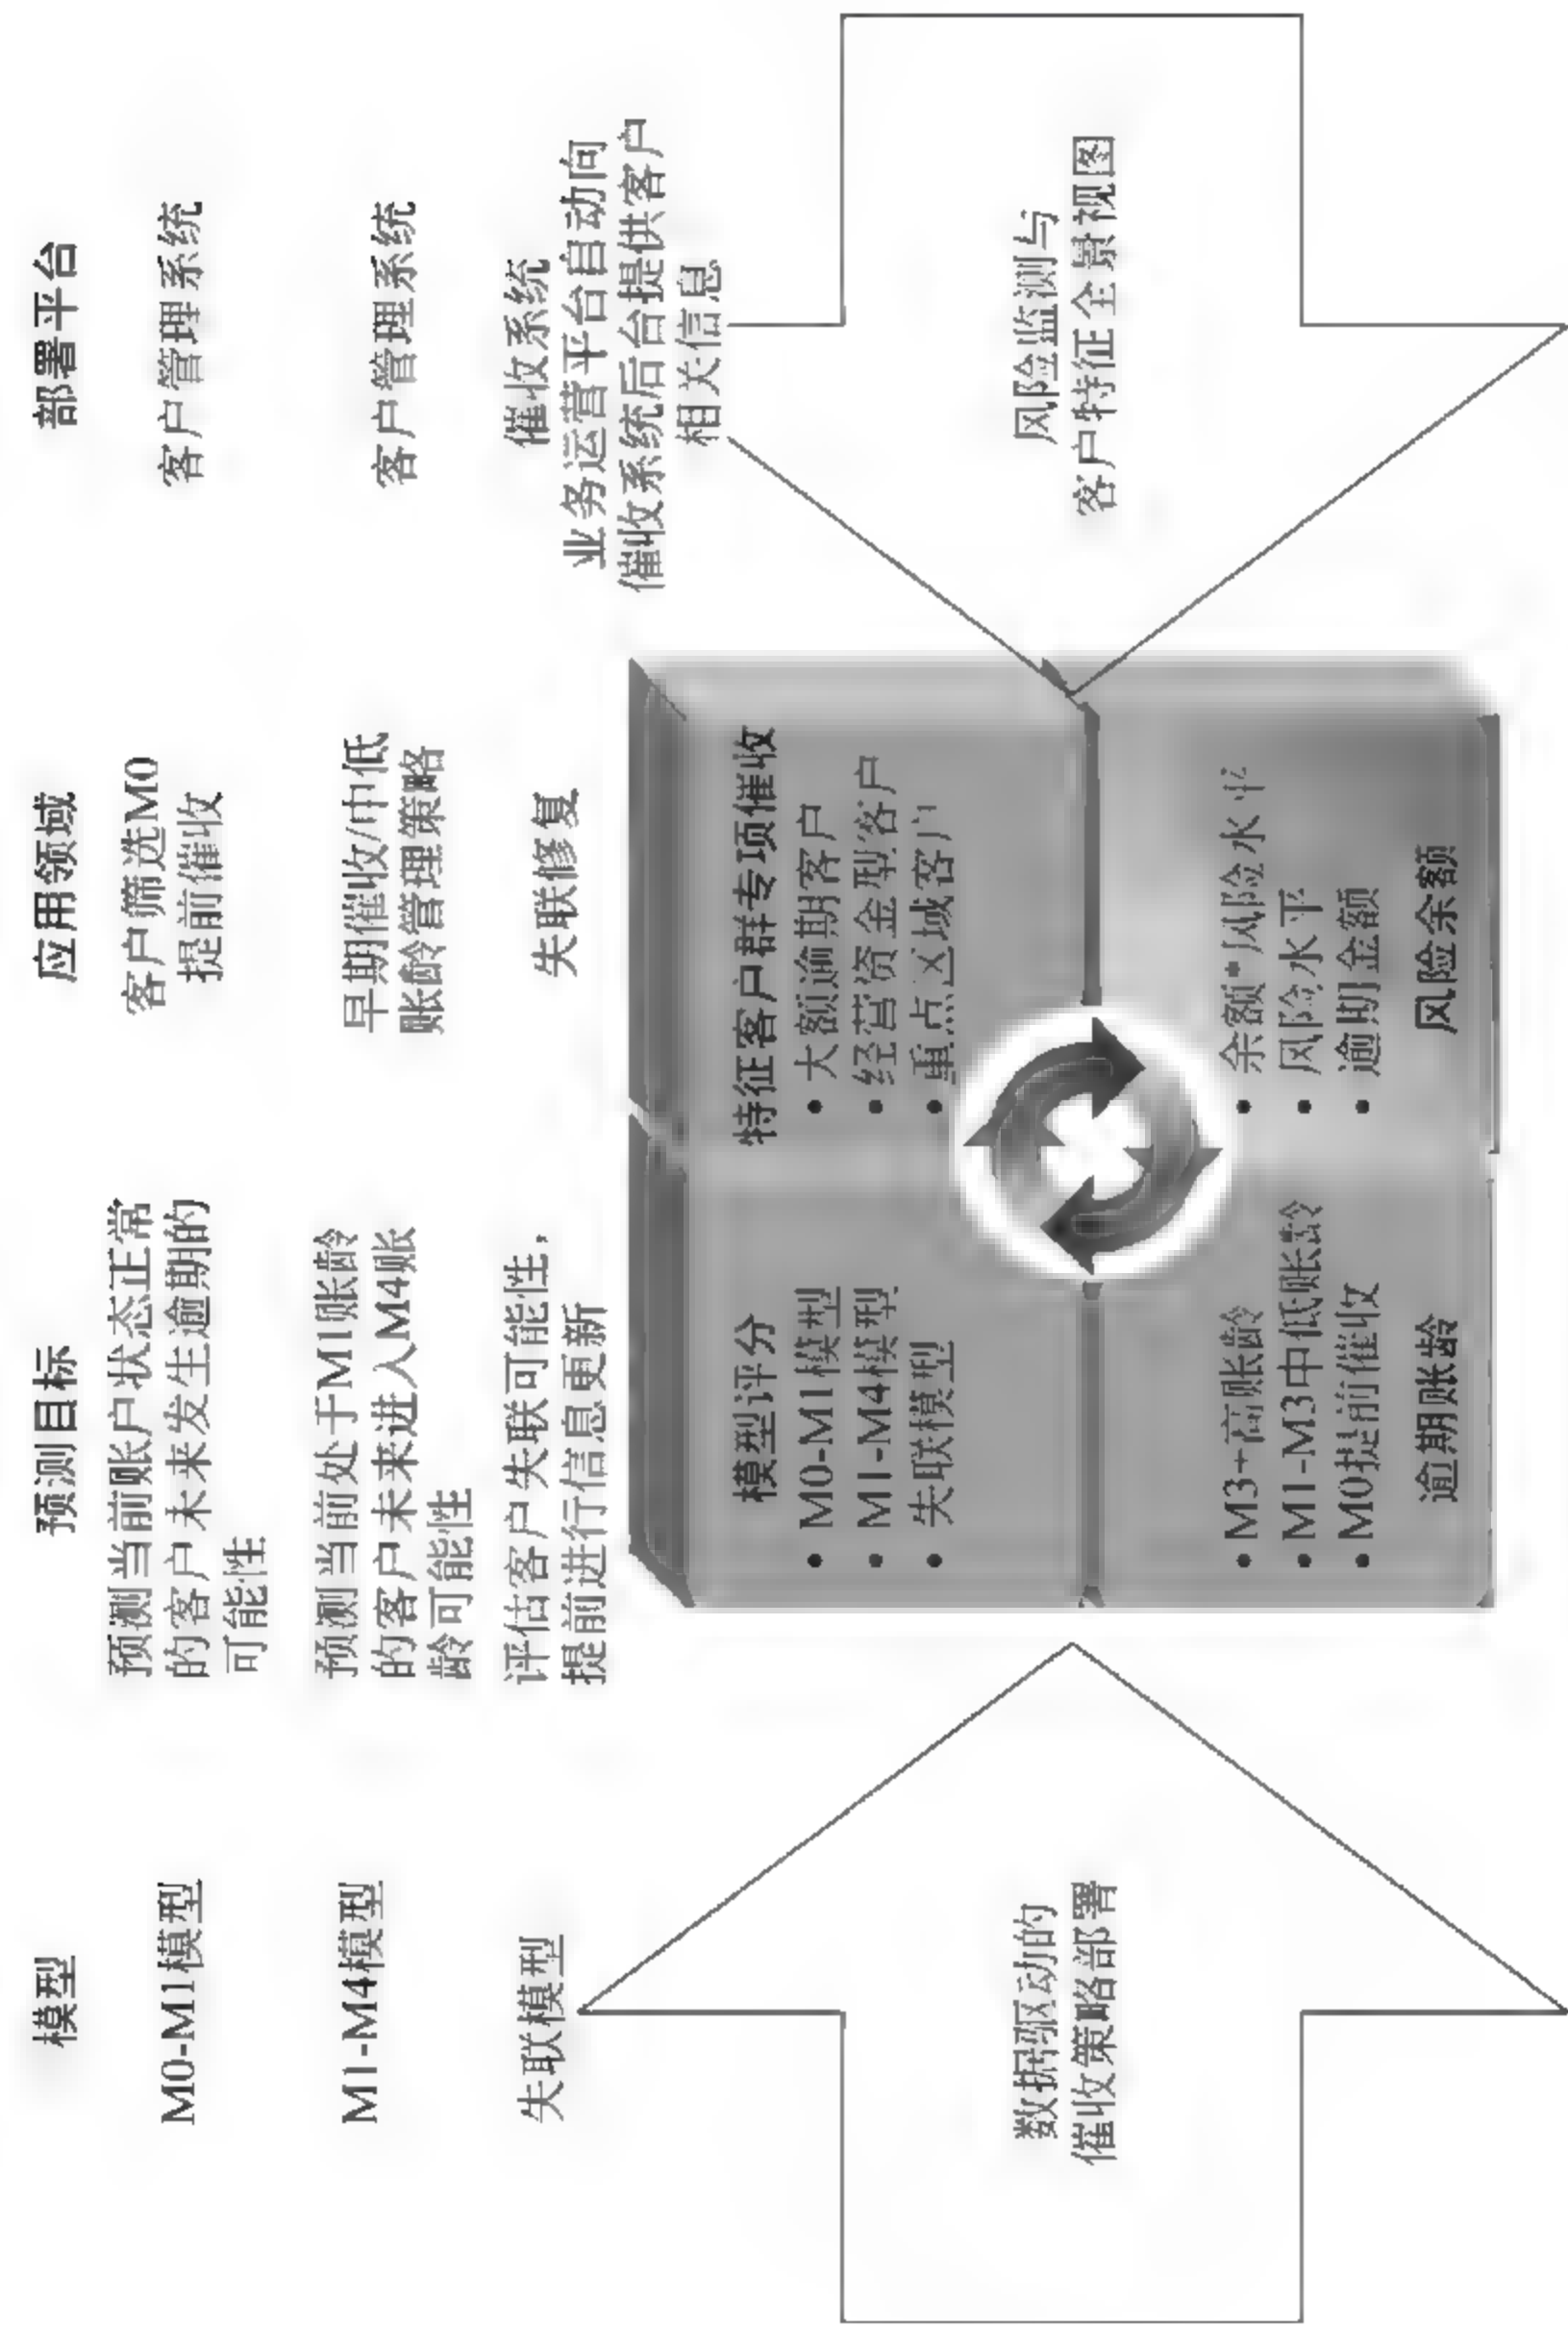 模型
预测目标
应用领域
部署平台
M0-M1模型
预测当前账户状态正常
的客户未来发生逾期的
可能性
客户筛选M0
提前催收
客户管理系统
M1-M4模型
预测当前处于M1账龄
的客户未来进入M4账
龄可能性
早期催收/中低
账龄管理策略
客户管理系统
失联模型
评估客户失联可能性，
提前进行信息更新
失联修复
催收系统
业务运营平台自动向
催收系统后台提供客户
相关信息
数据驱动的
催收策略部署
模型评分
• M0-M1模型
• M1-M4模型
• 失联模型
特征客户群专项催收
• 大额逾期客户
• 经营资金型客户
• 重点区域客户
• M3+高账龄
• M1-M3中低账龄
• M0提前催收
逾期账龄
• 余额*风险水平
• 风险水平
• 逾期金额
风险余额
风险监测与
客户特征全景视图